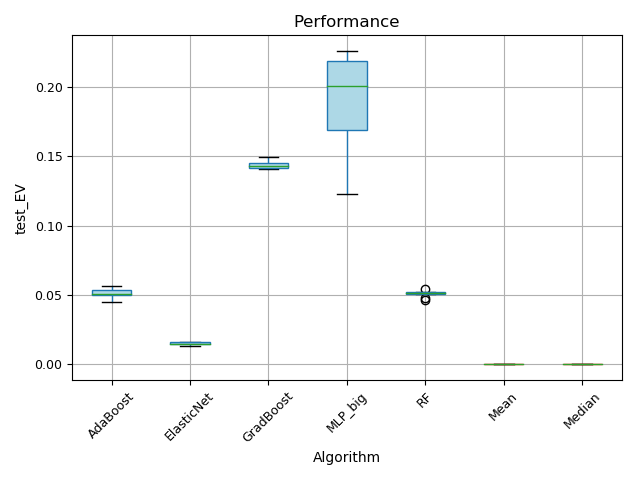 Performance
test_EV
0.20
0.15
0.10
0.05
0.00
AdaBoost
ElasticNet
GradBoost
MLP_big
RF
Mean
Median
Algorithm